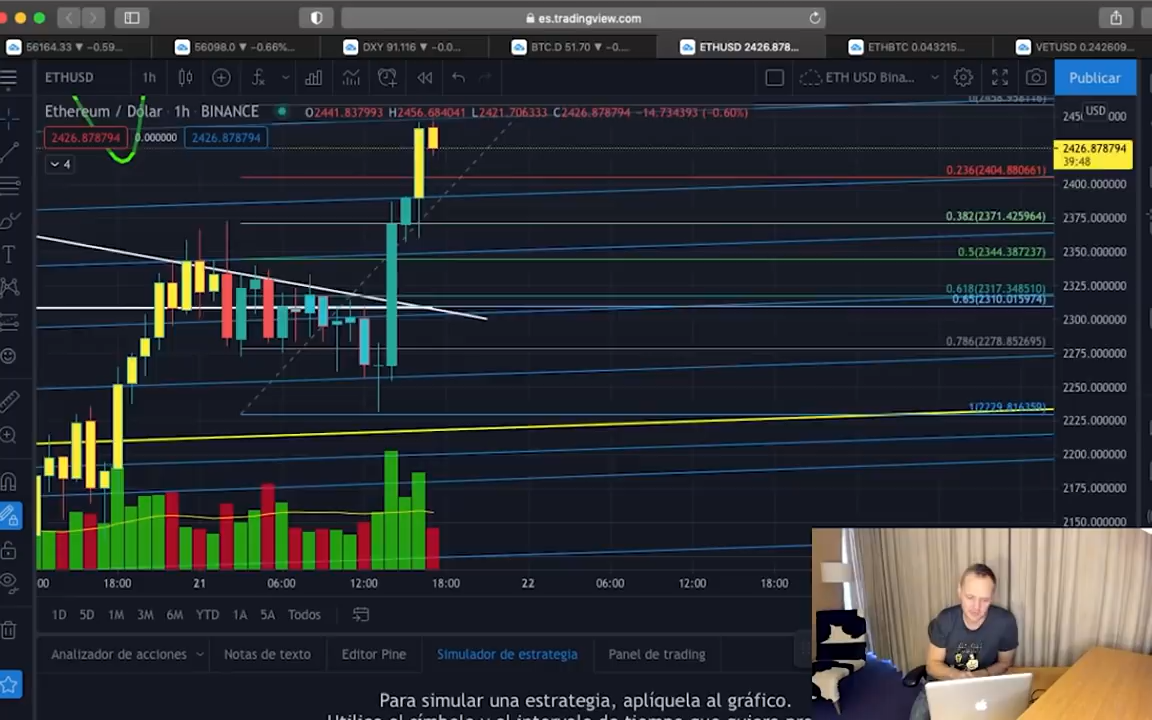 es.tradingview.com
56164.33 ▼ −0.59...
56098.0 ▼ −0.66%...
DXY 91.116 ▼ −0.0...
BTC.D 51.70 ▼ −0....
ETHUSD 2426.878...
ETHBTC 0.043215...
VETUSD 0.242609...
ETHUSD
1h
ETH USD Bina...
Publicar
Ethereum / Dólar · 1h · BINANCE
O2441.837993 H2456.684041 L2421.706333 C2426.878794 −14.734393 (−0.60%)
2426.878794
0.000000
2426.878794
4
USD
2426.878794
39:48
0.236(2404.880661)
2400.000000
0.382(2371.425964)
2375.000000
0.5(2344.387237)
2350.000000
0.618(2317.348510)
0.65(2310.015974)
2325.000000
2300.000000
0.786(2278.852695)
2275.000000
2250.000000
1(2229.816359)
2225.000000
2200.000000
2175.000000
2150.000000
:00
18:00
21
06:00
12:00
18:00
22
06:00
12:00
18:00
1D
5D
1M
3M
6M
YTD
1A
5A
Todos
Analizador de acciones
Notas de texto
Editor Pine
Simulador de estrategia
Panel de trading
Para simular una estrategia, aplíquela al gráfico.